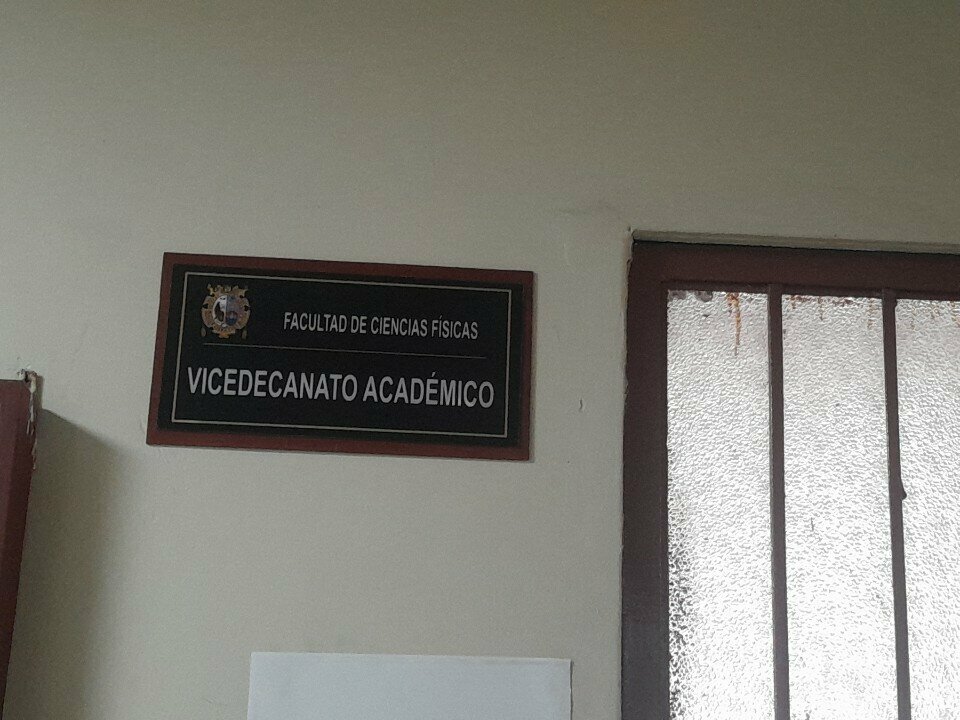 FACULTAD DE CIENCIAS FÍSICAS
VICEDECANATO ACADÉMICO